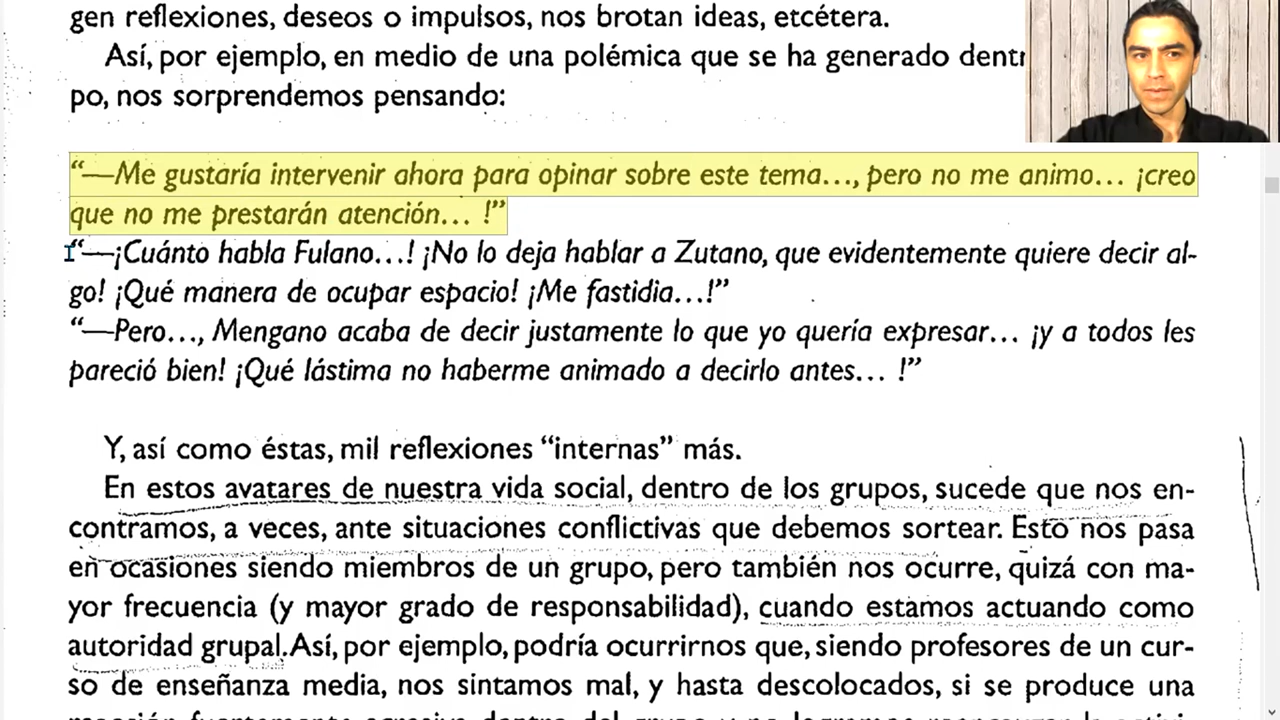 gen reflexiones, deseos o impulsos, nos brotan ideas, etcétera.
Así, por ejemplo, en medio de una polémica que se ha generado
po, nos sorprendemos pensando:
“—Me gustaría intervenir ahora para opinar sobre este tema..., pero no me animo... ¡creo
que no me prestarán atención... !”
“—¡Cuánto habla Fulano...! ¡No lo deja hablar a Zutano, que evidentemente quiere decir al-
go! ¡Qué manera de ocupar espacio! ¡Me fastidia...!”
“—Pero..., Mengano acaba de decir justamente lo que yo quería expresar... ¡y a todos les
pareció bien! ¡Qué lástima no haberme animado a decirlo antes... !”
Y, así como éstas, mil reflexiones “internas” más.
En estos avatares de nuestra vida social, dentro de los grupos, sucede que nos en-
contramos, a veces, ante situaciones conflictivas que debemos sortear. Esto nos pasa
en ocasiones siendo miembros de un grupo, pero también nos ocurre, quizá con ma-
yor frecuencia (y mayor grado de responsabilidad), cuando estamos actuando como
autoridad grupal. Así, por ejemplo, podría ocurrirnos que, siendo profesores de un cur-
so de enseñanza media, nos sintamos mal, y hasta descolocados, si se produce una